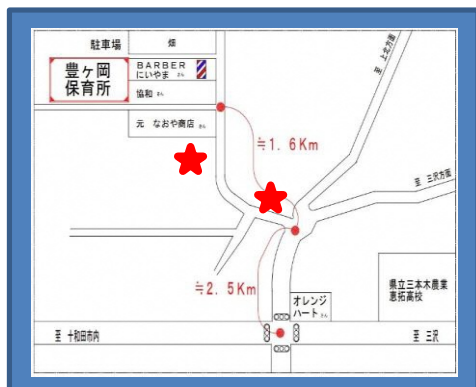 駐車場
畑
至 上北方面
豊ヶ岡
保育所
BARBER
にいやま さん
協和 さん
元 なおや商店 さん
≒1.6Km
至 三沢方面
≒2.5Km
オレンジ
ハート さん
県立三本木農業
恵拓高校
至 十和田市内
至 三沢